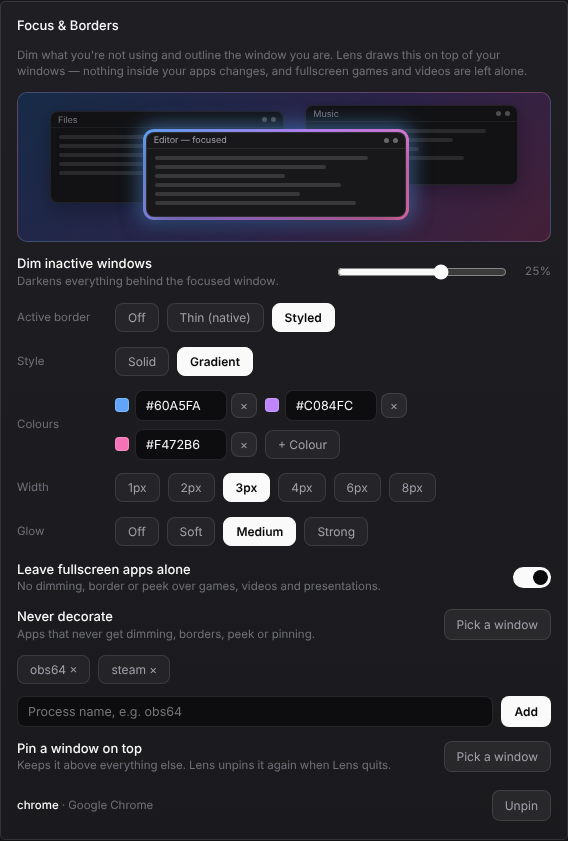 Focus & Borders
Dim what you're not using and outline the window you are. Lens draws this on top of your
windows — nothing inside your apps changes, and fullscreen games and videos are left alone.
Files
Music
Editor — focused
Dim inactive windows
Darkens everything behind the focused window.
25%
Active border
Off
Thin (native)
Styled
Style
Solid
Gradient
Colours
#60A5FA ×
#C084FC ×
#F472B6 ×
+ Colour
Width
1px
2px
3px
4px
6px
8px
Glow
Off
Soft
Medium
Strong
Leave fullscreen apps alone
No dimming, border or peek over games, videos and presentations.
Never decorate
Apps that never get dimming, borders, peek or pinning.
Pick a window
obs64 ×
steam ×
Process name, e.g. obs64
Add
Pin a window on top
Keeps it above everything else. Lens unpins it again when Lens quits.
Pick a window
chrome · Google Chrome
Unpin